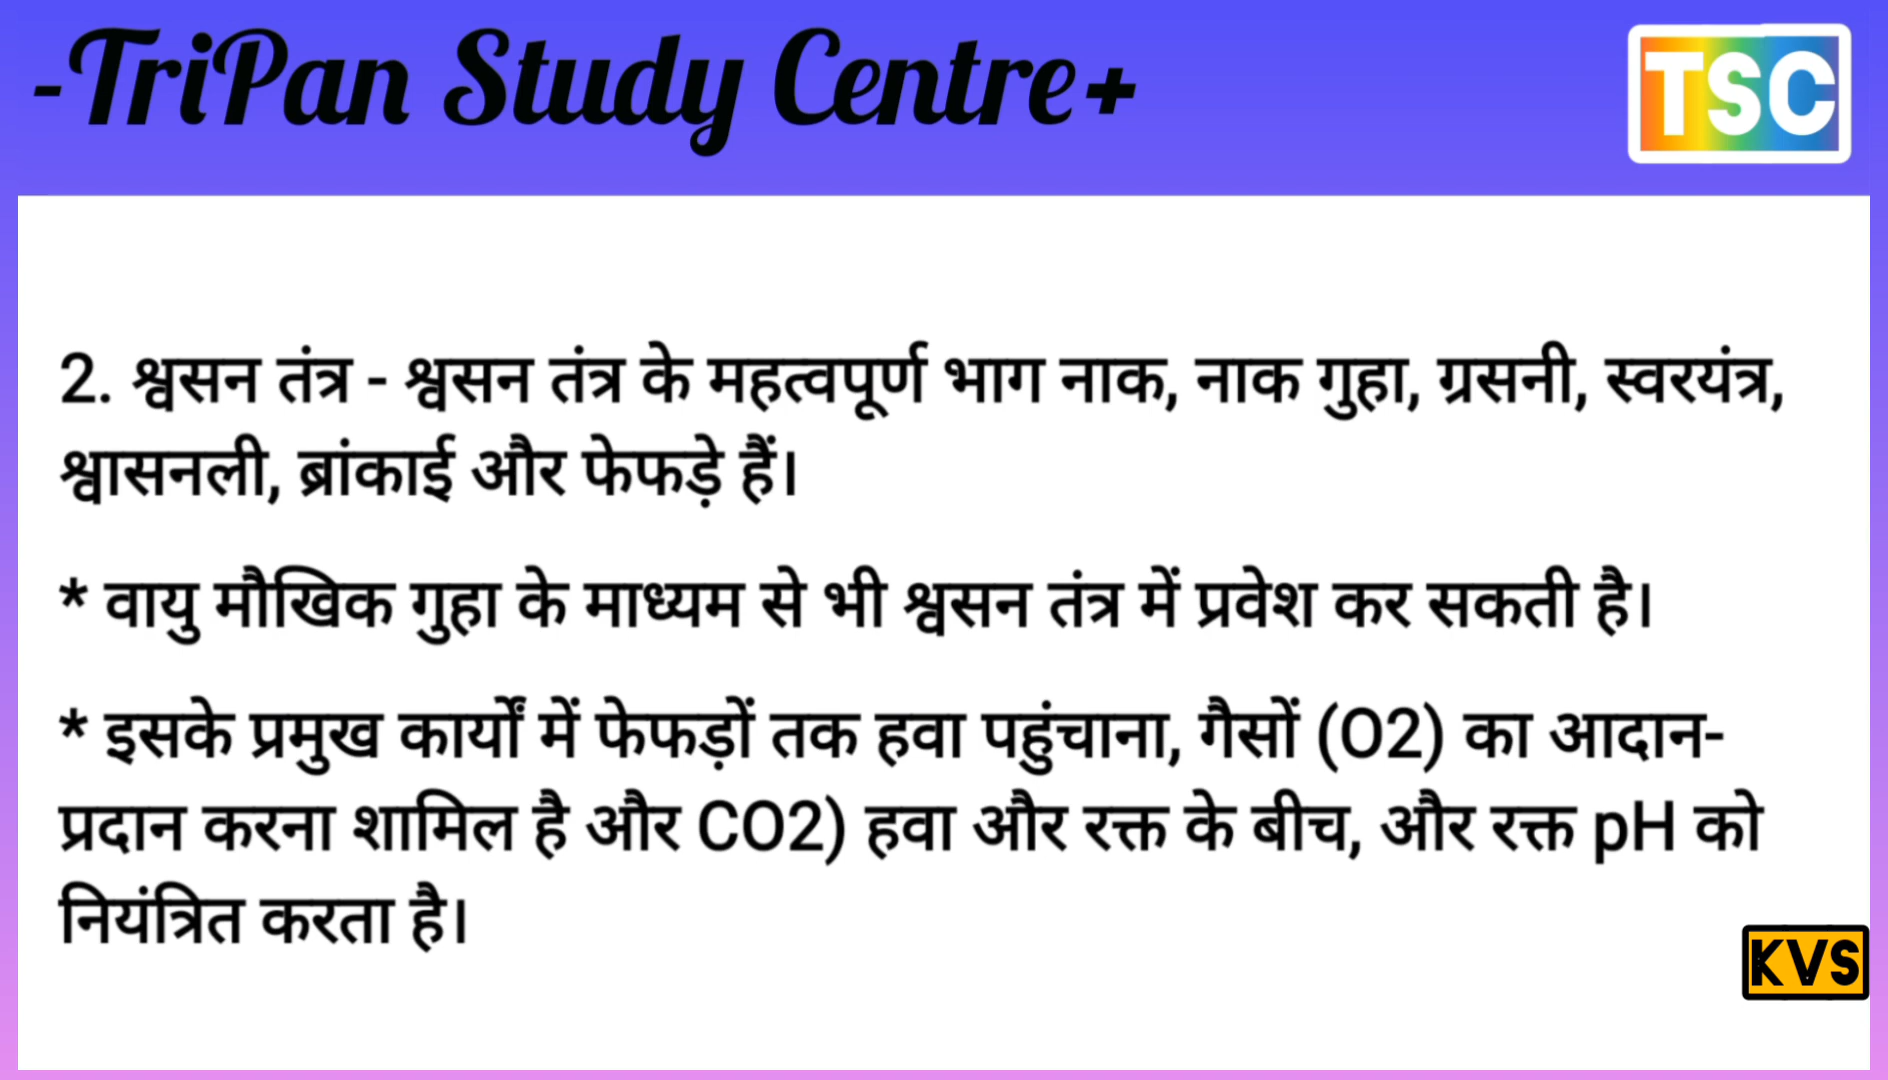 -TriPan Study Centre+
TSC
2. श्वसन तंत्र - श्वसन तंत्र के महत्वपूर्ण भाग नाक, नाक गुहा, ग्रसनी, स्वरयंत्र,
श्वासनली, ब्रांकाई और फेफड़े हैं।
* वायु मौखिक गुहा के माध्यम से भी श्वसन तंत्र में प्रवेश कर सकती है।
* इसके प्रमुख कार्यों में फेफड़ों तक हवा पहुंचाना, गैसों (O2) का आदान-
प्रदान करना शामिल है और CO2) हवा और रक्त के बीच, और रक्त pH को
नियंत्रित करता है।
KVS